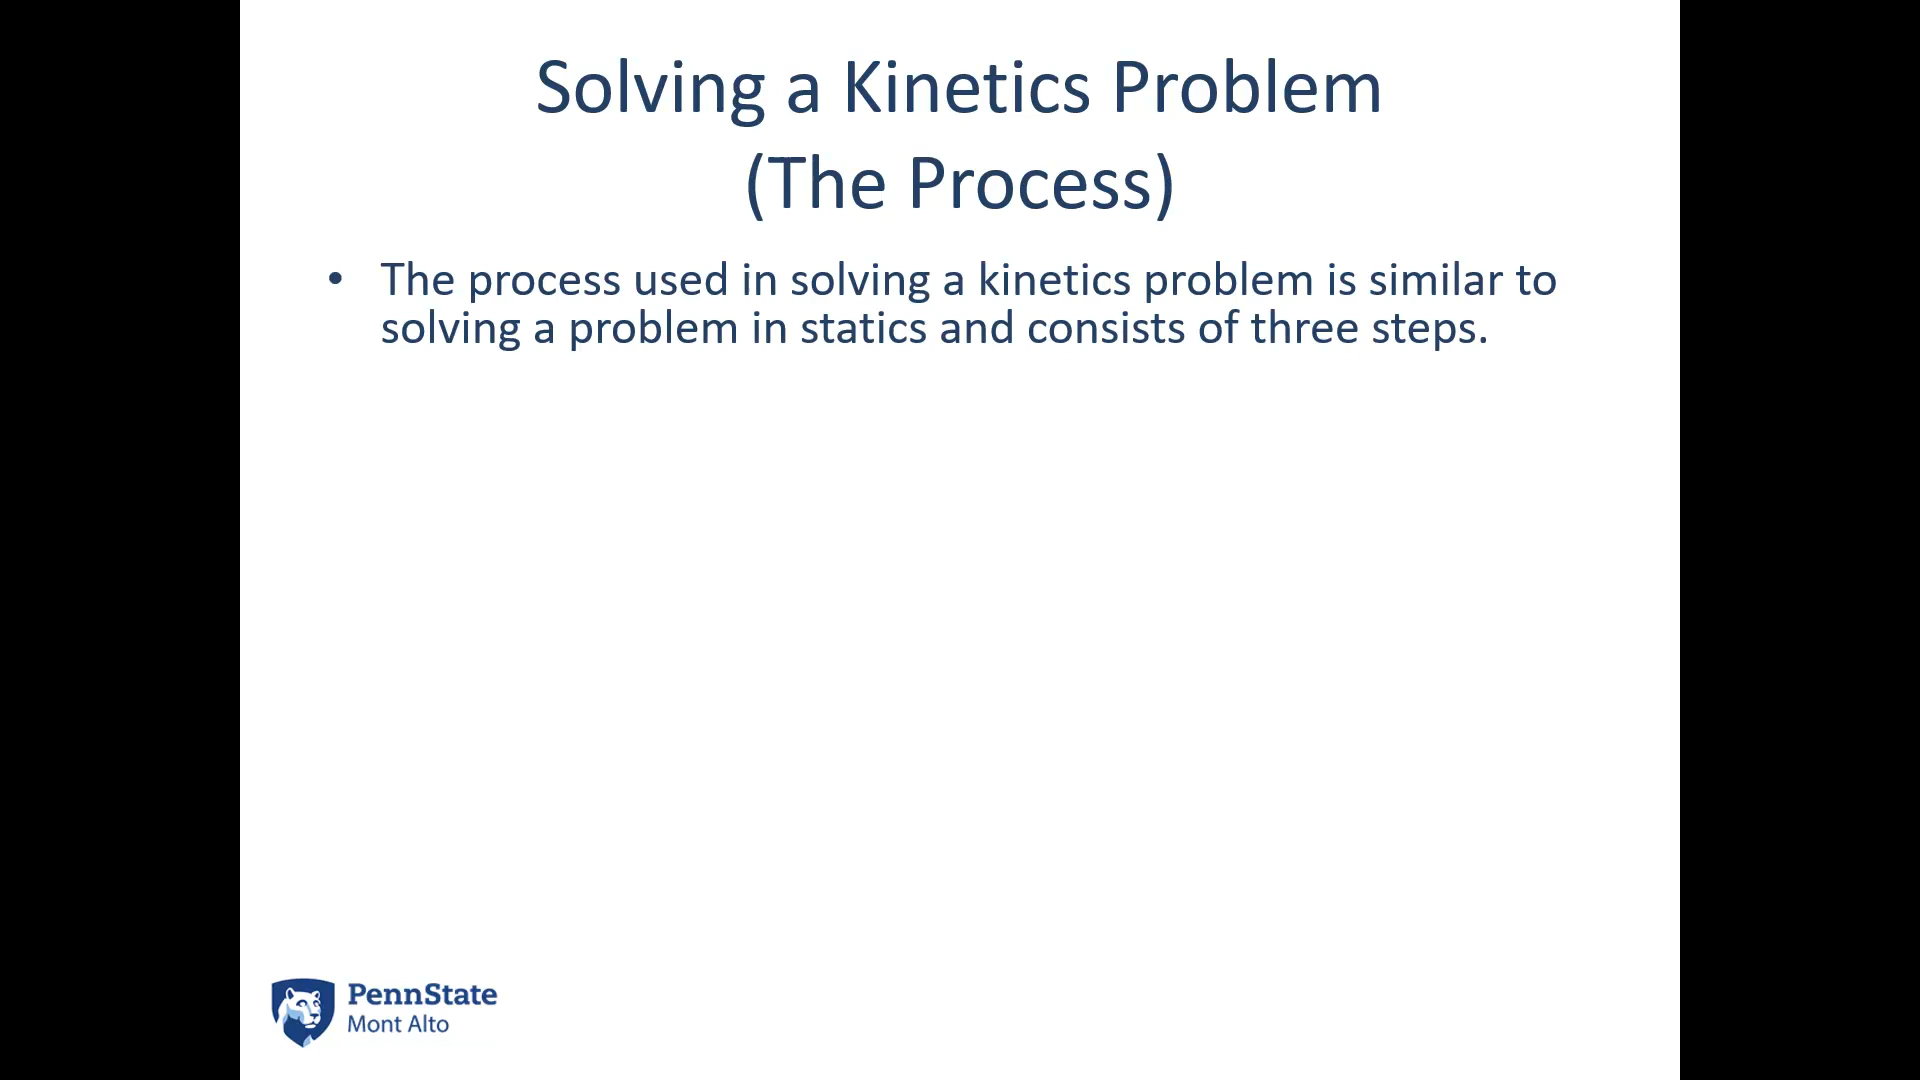 Solving a Kinetics Problem
(The Process)
• The process used in solving a kinetics problem is similar to
solving a problem in statics and consists of three steps.
PennState
Mont Alto